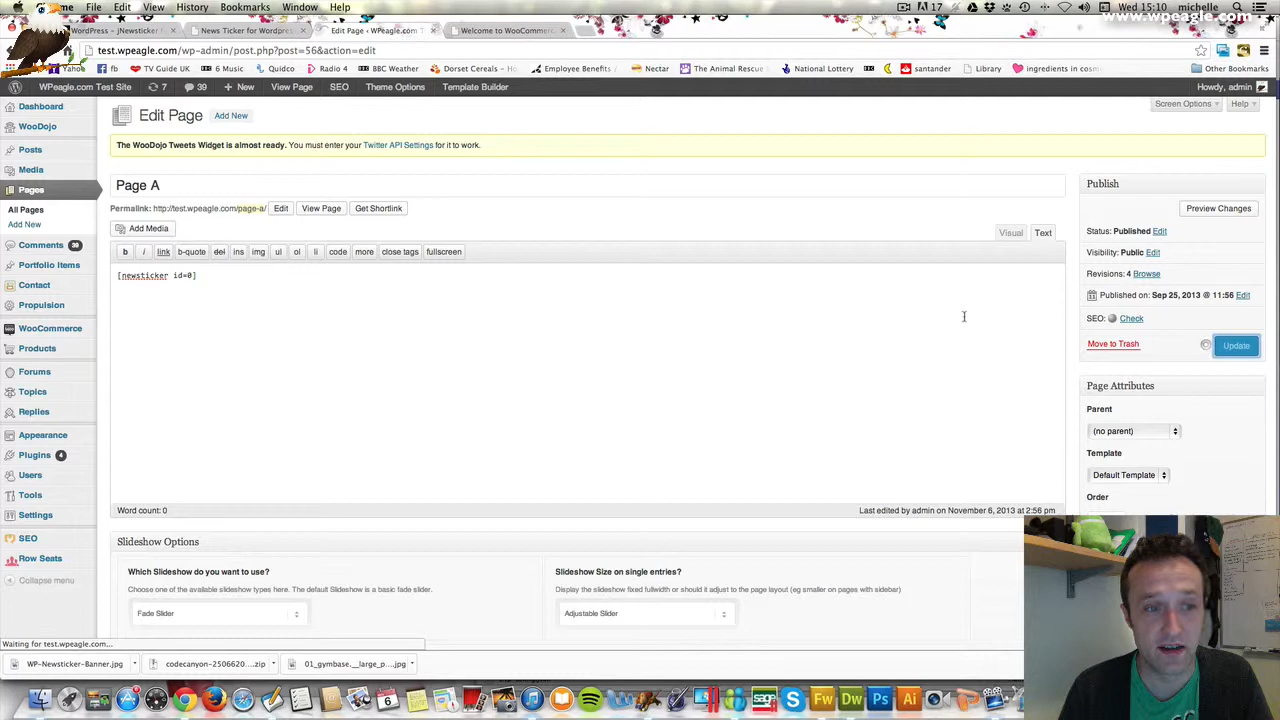 Chrome File Edit View History Bookmarks Window Help
17
Wed 15:10 michelle
www.wpeagle.com
WordPress – jNewsticker
News Ticker for Wordpress
Edit Page ‹ WPeagle.com T
Welcome to WooCommerc
test.wpeagle.com/wp-admin/post.php?post=56&action=edit
Yahoo fb TV Guide UK 6 Music Quidco Radio 4 BBC Weather Dorset Cereals Employee Benefits Nectar The Animal Rescue National Lottery santander Library ingredients in cosm Other Bookmarks
WPeagle.com Test Site 7 39 + New View Page SEO Theme Options Template Builder Howdy, admin
Screen Options Help
Dashboard
WooDojo
Posts
Media
Pages
All Pages
Add New
Comments 39
Portfolio Items
Contact
Propulsion
WooCommerce
Products
Forums
Topics
Replies
Appearance
Plugins 4
Users
Tools
Settings
SEO
Row Seats
Collapse menu
Edit Page Add New
The WooDojo Tweets Widget is almost ready. You must enter your Twitter API Settings for it to work.
Page A
Permalink: http://test.wpeagle.com/page-a/ Edit View Page Get Shortlink
Add Media
Visual Text
b i link b-quote del ins img ul ol li code more close tags fullscreen
[newsticker id=0]
Word count: 0
Last edited by admin on November 6, 2013 at 2:56 pm
Slideshow Options
Which Slideshow do you want to use?
Choose one of the available slideshow types here. The default Slideshow is a basic fade slider.
Fade Slider
Slideshow Size on single entries?
Display the slideshow fixed fullwidth or should it adjust to the page layout (eg smaller on pages with sidebar)
Adjustable Slider
Publish
Preview Changes
Status: Published Edit
Visibility: Public Edit
Revisions: 4 Browse
Published on: Sep 25, 2013 @ 11:56 Edit
SEO: Check
Move to Trash Update
Page Attributes
Parent
(no parent)
Template
Default Template
Order
Waiting for test.wpeagle.com...
WP-Newsticker-Banner.jpg
codecanyon-2506620...zip
01_gymbase.__large_p...jpg
6
sage
Fw
Dw
Ps
Ai